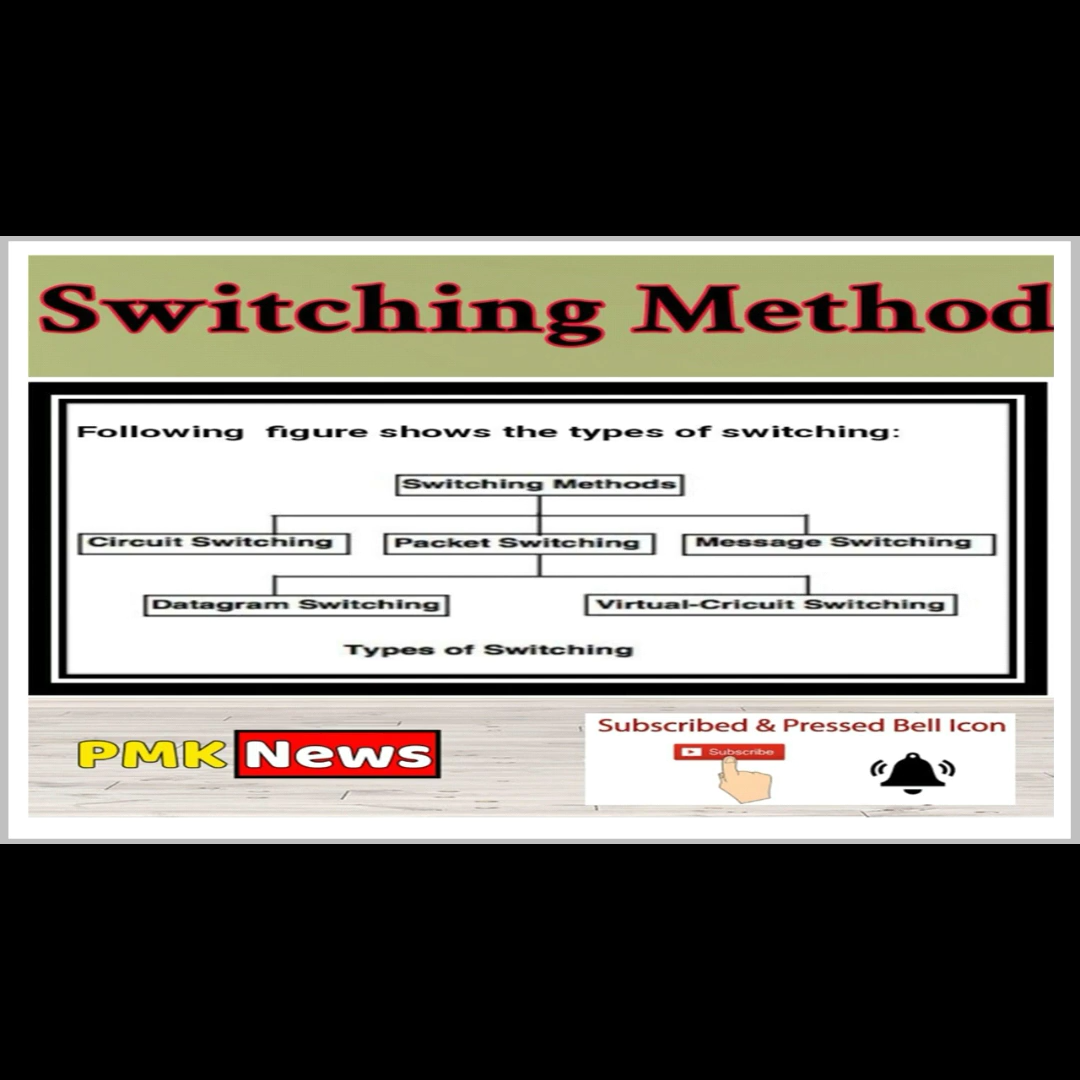 Switching Method
Following figure shows the types of switching:
Switching Methods
Circuit Switching Packet Switching Message Switching
Datagram Switching Virtual-Cricuit Switching
Types of Switching
PMK News
Subscribed & Pressed Bell Icon
Subscribe